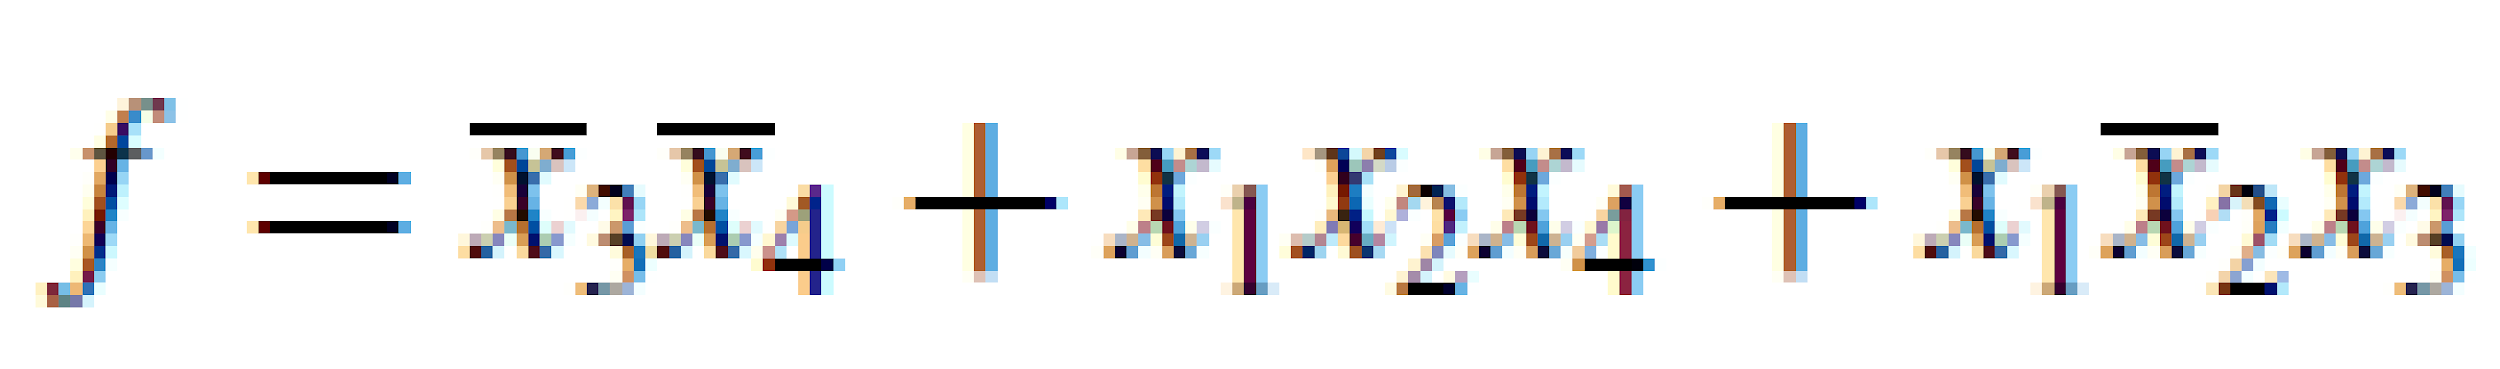 f = x̅₃x̅₄ + x₁x₂x₄ + x₁x̅₂x₃